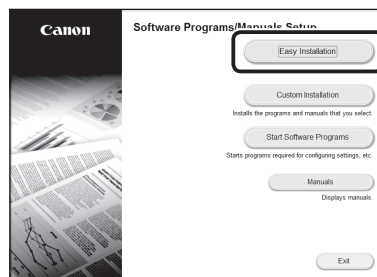 Canon
Software Programs/Manuals Setup
Easy Installation
Custom Installation
Installs the programs and manuals that you select.
Start Software Programs
Starts programs required for configuring settings, etc.
Manuals
Displays manuals.
Exit